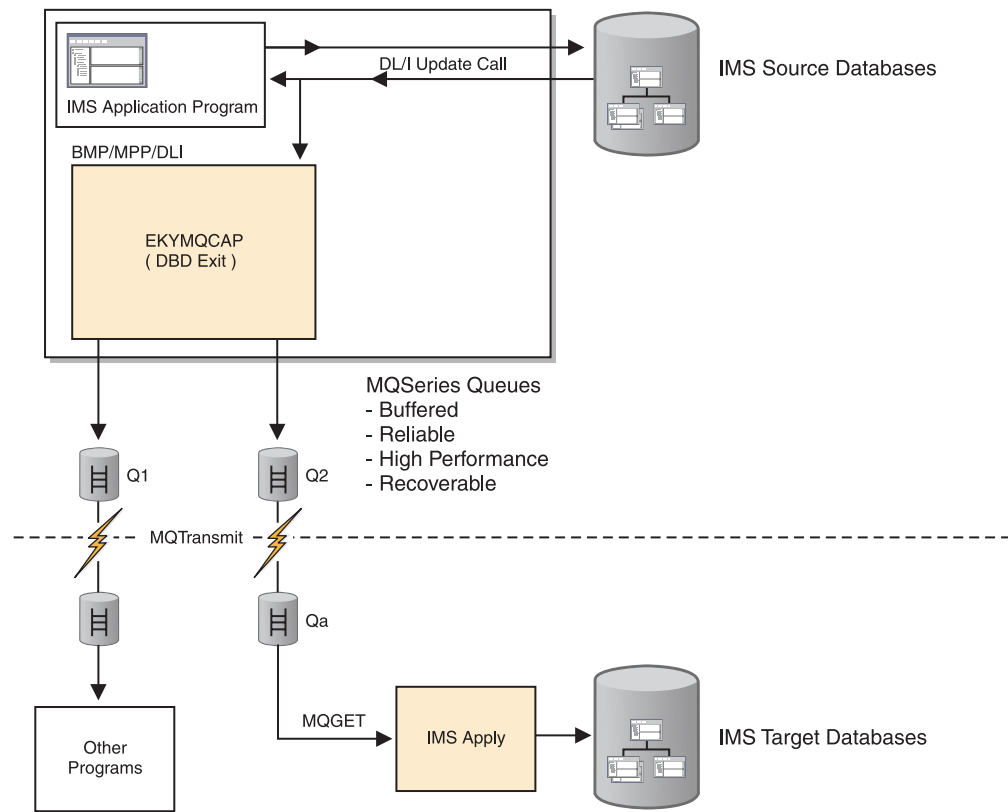 DL/I Update Call
IMS Source Databases
IMS Application Program
BMP/MPP/DLI
EKYMQCAP
( DBD Exit )
MQSeries Queues
- Buffered
- Reliable
- High Performance
- Recoverable
Q1
Q2
MQTransmit
Qa
MQGET
Other
Programs
IMS Apply
IMS Target Databases